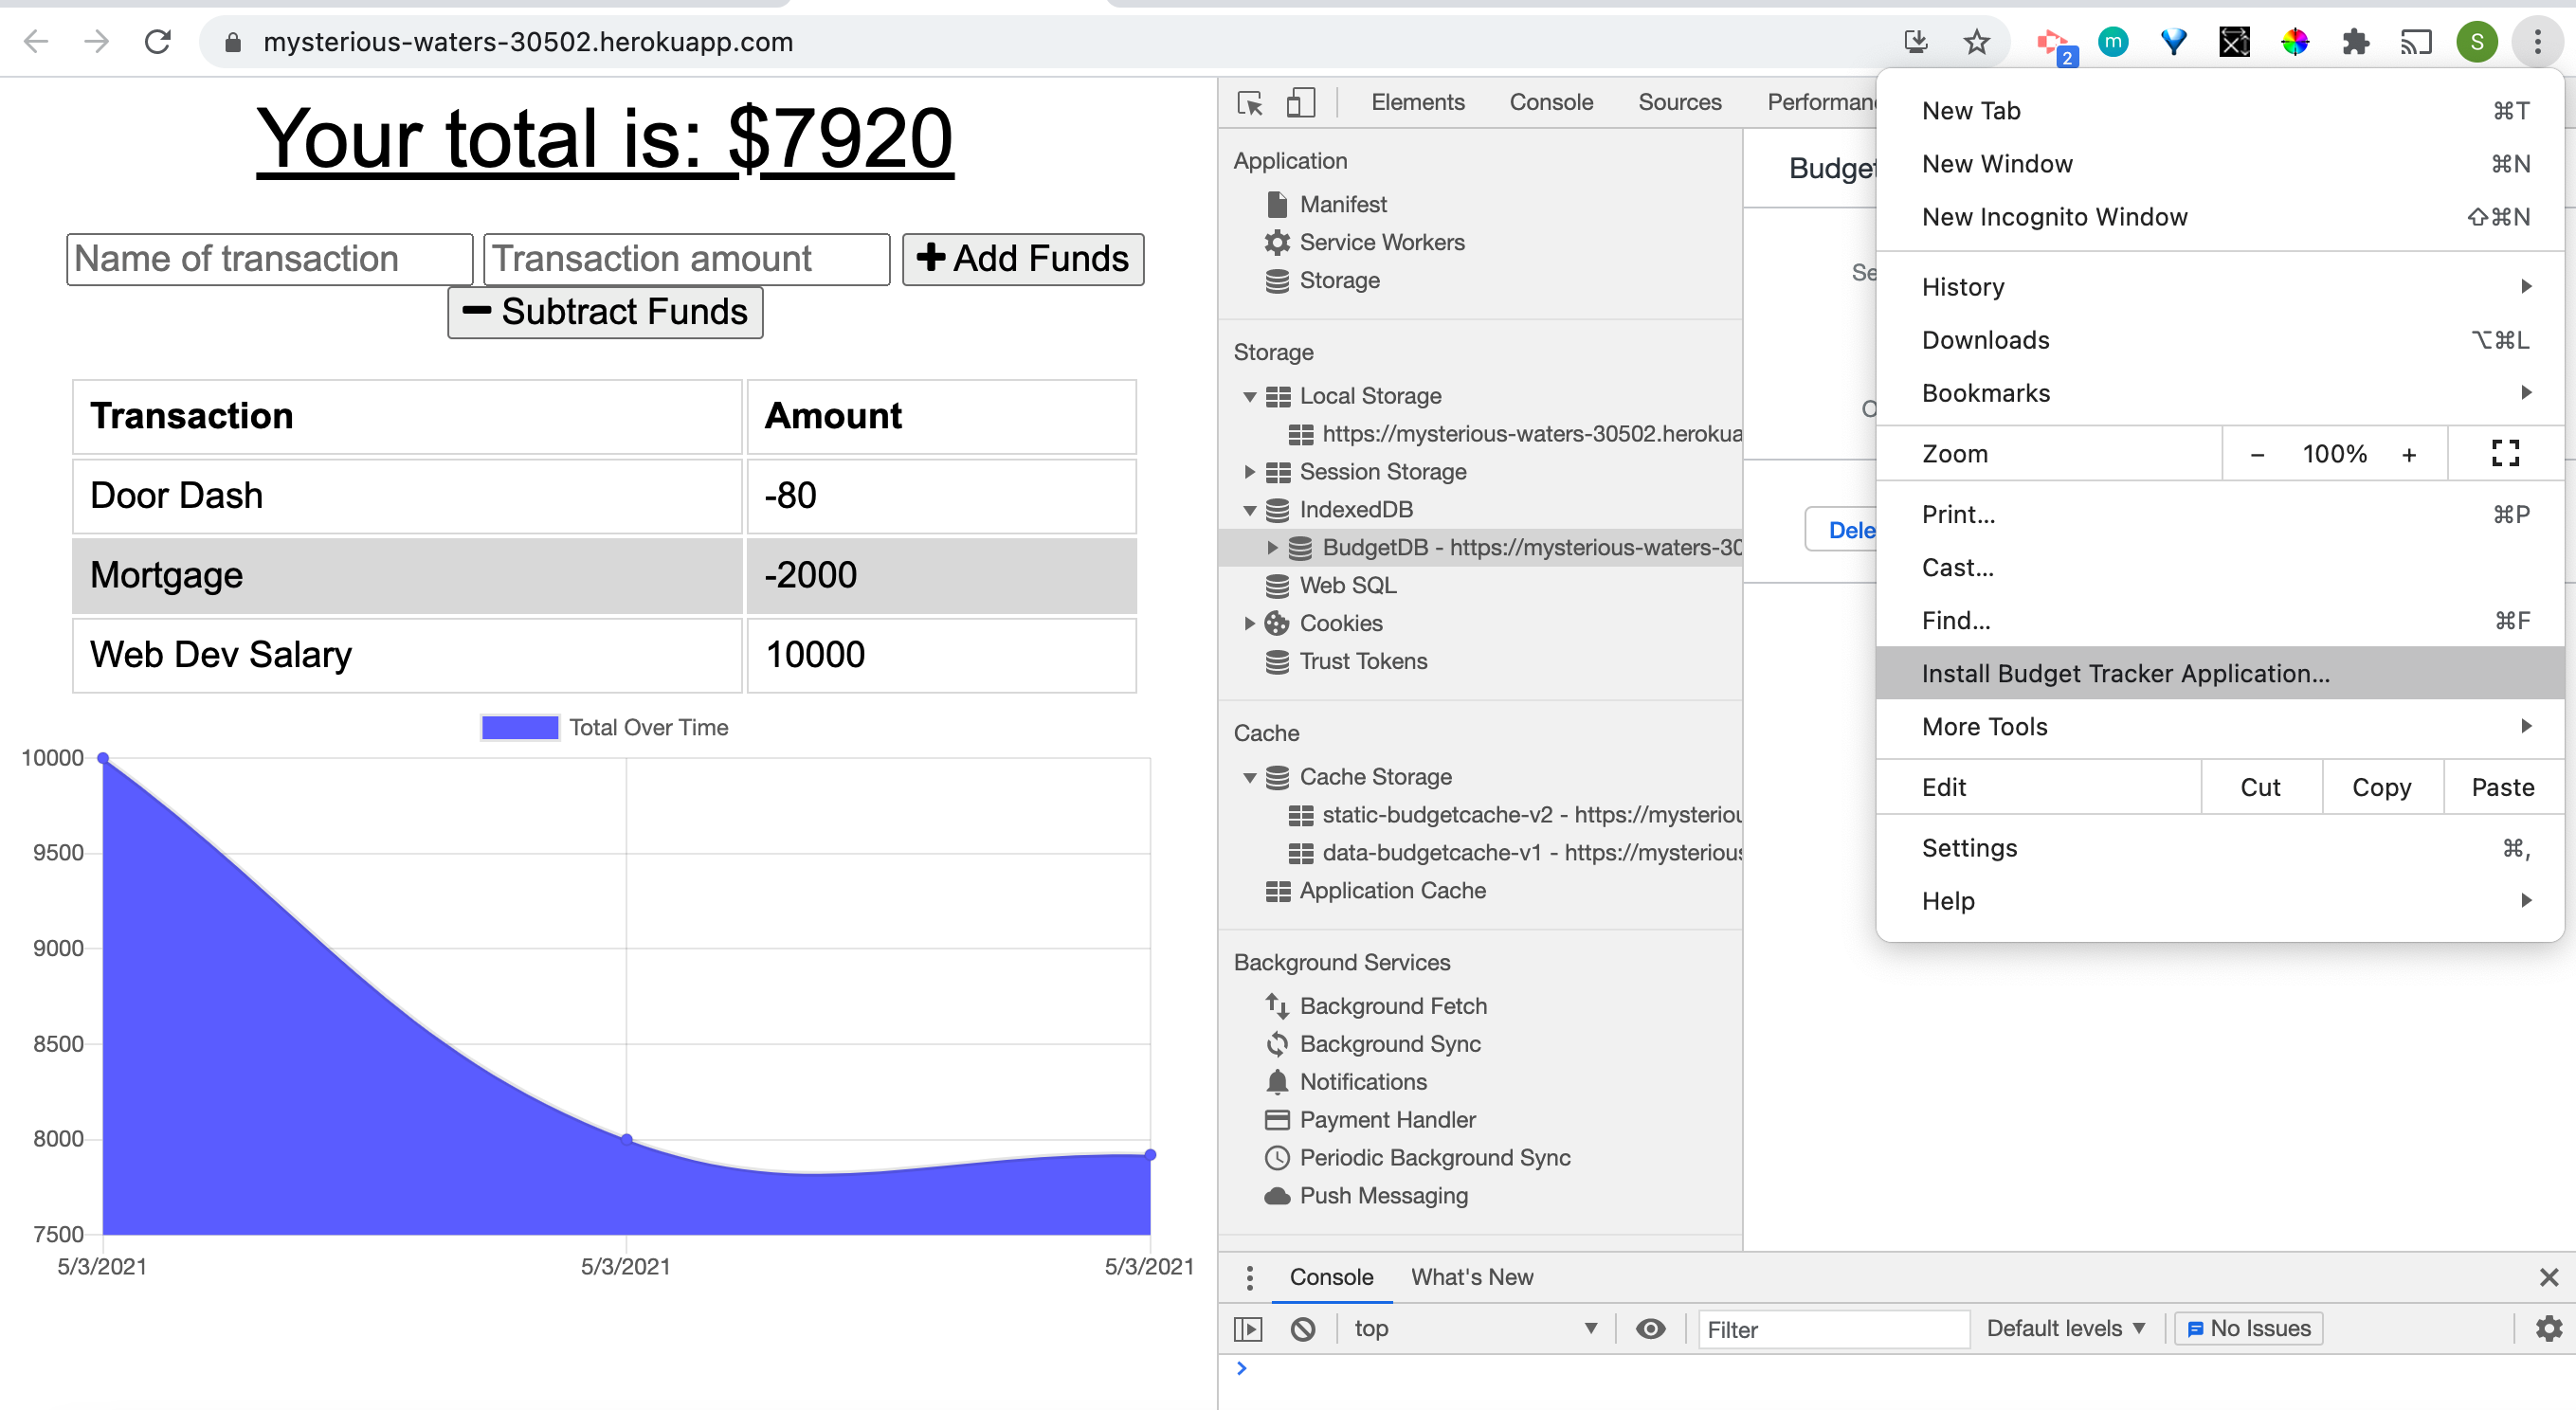 mysterious-waters-30502.herokuapp.com
2
m
S
Your total is: $7920
Name of transaction
Transaction amount
Add Funds
Subtract Funds
Transaction Amount
Door Dash -80
Mortgage -2000
Web Dev Salary 10000
Total Over Time
10000
9500
9000
8500
8000
7500
5/3/2021 5/3/2021 5/3/2021
Elements Console Sources Performan
Application
Manifest
Service Workers
Storage
Storage
Local Storage
https://mysterious-waters-30502.herokua
Session Storage
IndexedDB
BudgetDB - https://mysterious-waters-30
Web SQL
Cookies
Trust Tokens
Cache
Cache Storage
static-budgetcache-v2 - https://mysteriou
data-budgetcache-v1 - https://mysterious
Application Cache
Background Services
Background Fetch
Background Sync
Notifications
Payment Handler
Periodic Background Sync
Push Messaging
Budget
Se
O
Dele
New Tab ⌘T
New Window ⌘N
New Incognito Window ⇧⌘N
History
Downloads ⌥⌘L
Bookmarks
Zoom − 100% +
Print... ⌘P
Cast...
Find... ⌘F
Install Budget Tracker Application...
More Tools
Edit Cut Copy Paste
Settings ⌘,
Help
Console What's New
top Filter Default levels ▼ No Issues